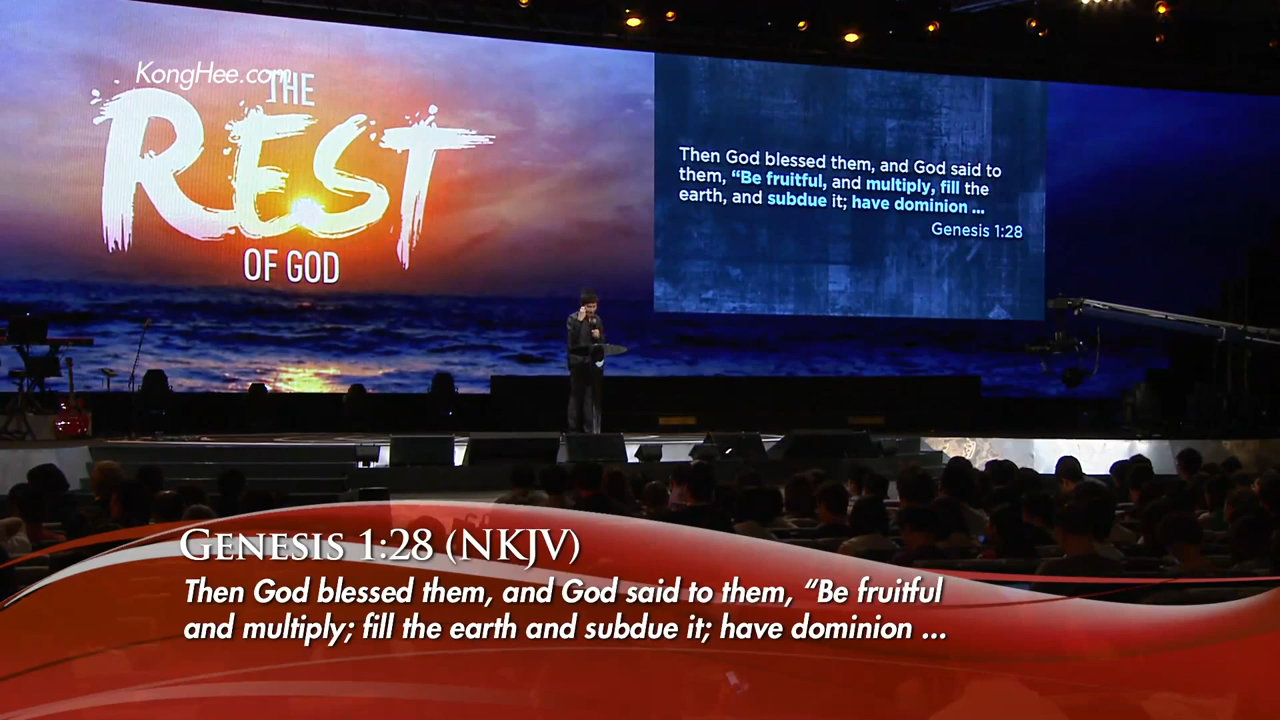 KongHee.com
THE
REST
OF GOD
Then God blessed them, and God said to
them, “Be fruitful, and multiply, fill the
earth, and subdue it; have dominion ...
Genesis 1:28
GENESIS 1:28 (NKJV)
Then God blessed them, and God said to them, “Be fruitful
and multiply; fill the earth and subdue it; have dominion ...